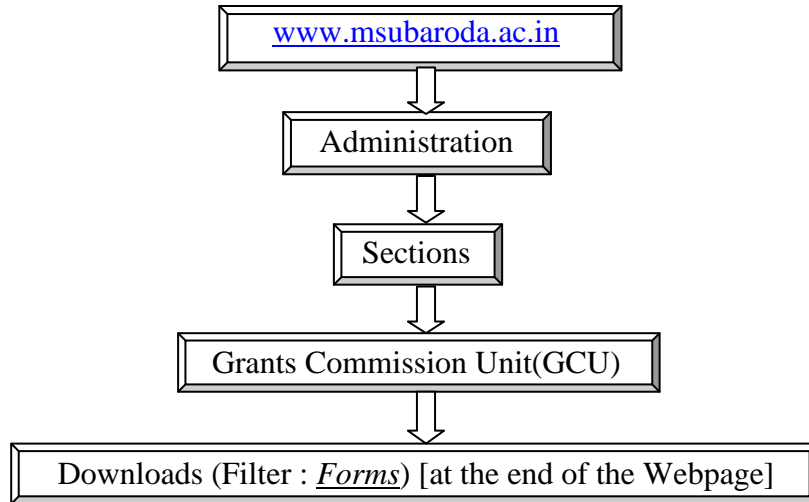 www.msubaroda.ac.in
Administration
Sections
Grants Commission Unit(GCU)
Downloads (Filter : Forms) [at the end of the Webpage]